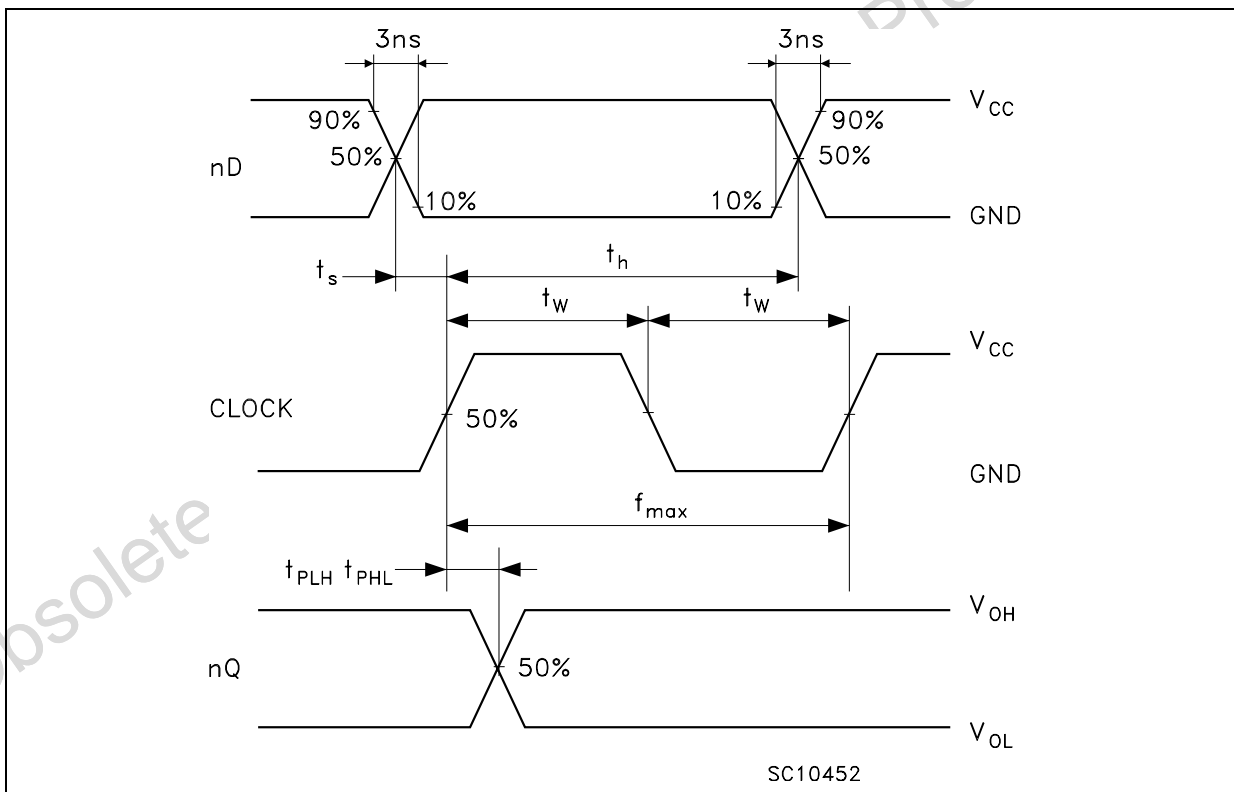 3ns 3ns
V_CC
90% 90%
50% 50%
nD
10% 10%
GND
t_s t_h
t_W t_W
V_CC
CLOCK 50%
GND
f_max
t_PLH t_PHL
V_OH
nQ 50%
V_OL
SC10452
bsolete